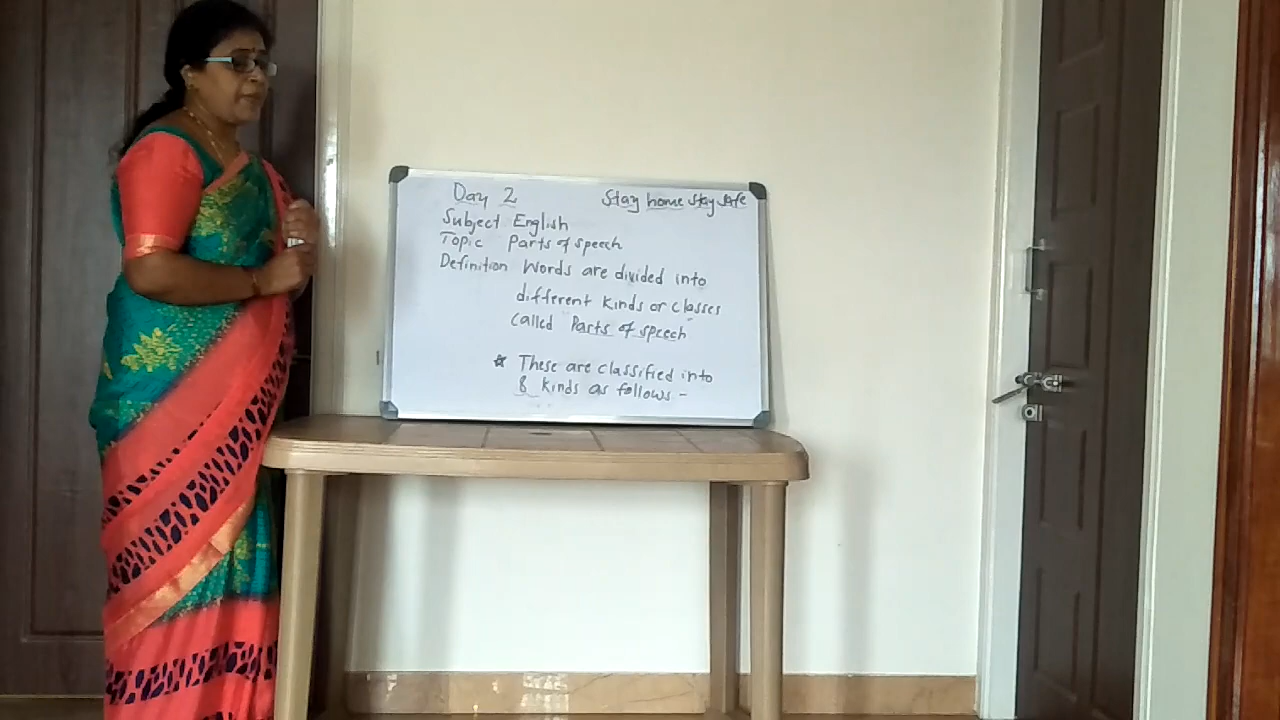 Day 2
Stay home stay safe
Subject English
Topic Parts of speech
Definition Words are divided into
different kinds or classes
called "Parts of speech"
* These are classified into
8 kinds as follows -